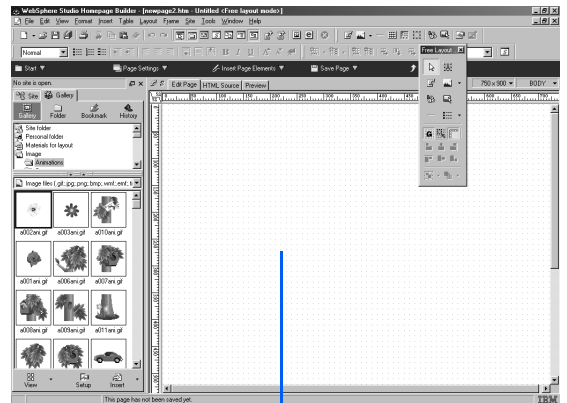 WebSphere Studio Homepage Builder - [newpage2.htm - Untitled <Free layout mode>]
File Edit View Format Insert Table Layout Frame Site Tools Window Help
Normal
Free Layout
Start Page Settings Insert Page Elements Save Page
No site is open.
Edit Page HTML Source Preview
750 x 900 BODY
Site Gallery
Gallery Folder Bookmark History
Site folder
Personal folder
Materials for layout
Image
Animations
Image files (.gif;.jpg;.png;.bmp;.wmf;.emf;.t
a002ani.gif a003ani.gif a010ani.gif
a001ani.gif a006ani.gif a007ani.gif
a008ani.gif a009ani.gif a011ani.gif
View Setup Insert
This page has not been saved yet.
IBM